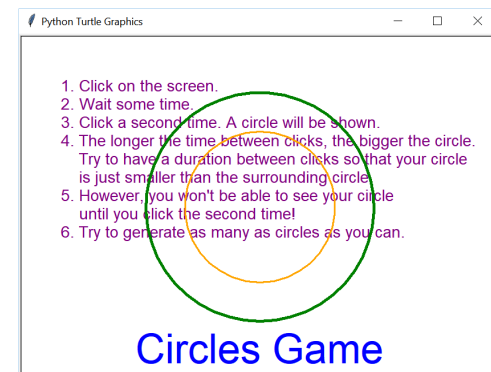 Python Turtle Graphics
1. Click on the screen.
2. Wait some time.
3. Click a second time. A circle will be shown.
4. The longer the time between clicks, the bigger the circle.
Try to have a duration between clicks so that your circle
is just smaller than the surrounding circle.
5. However, you won't be able to see your circle
until you click the second time!
6. Try to generate as many as circles as you can.
Circles Game